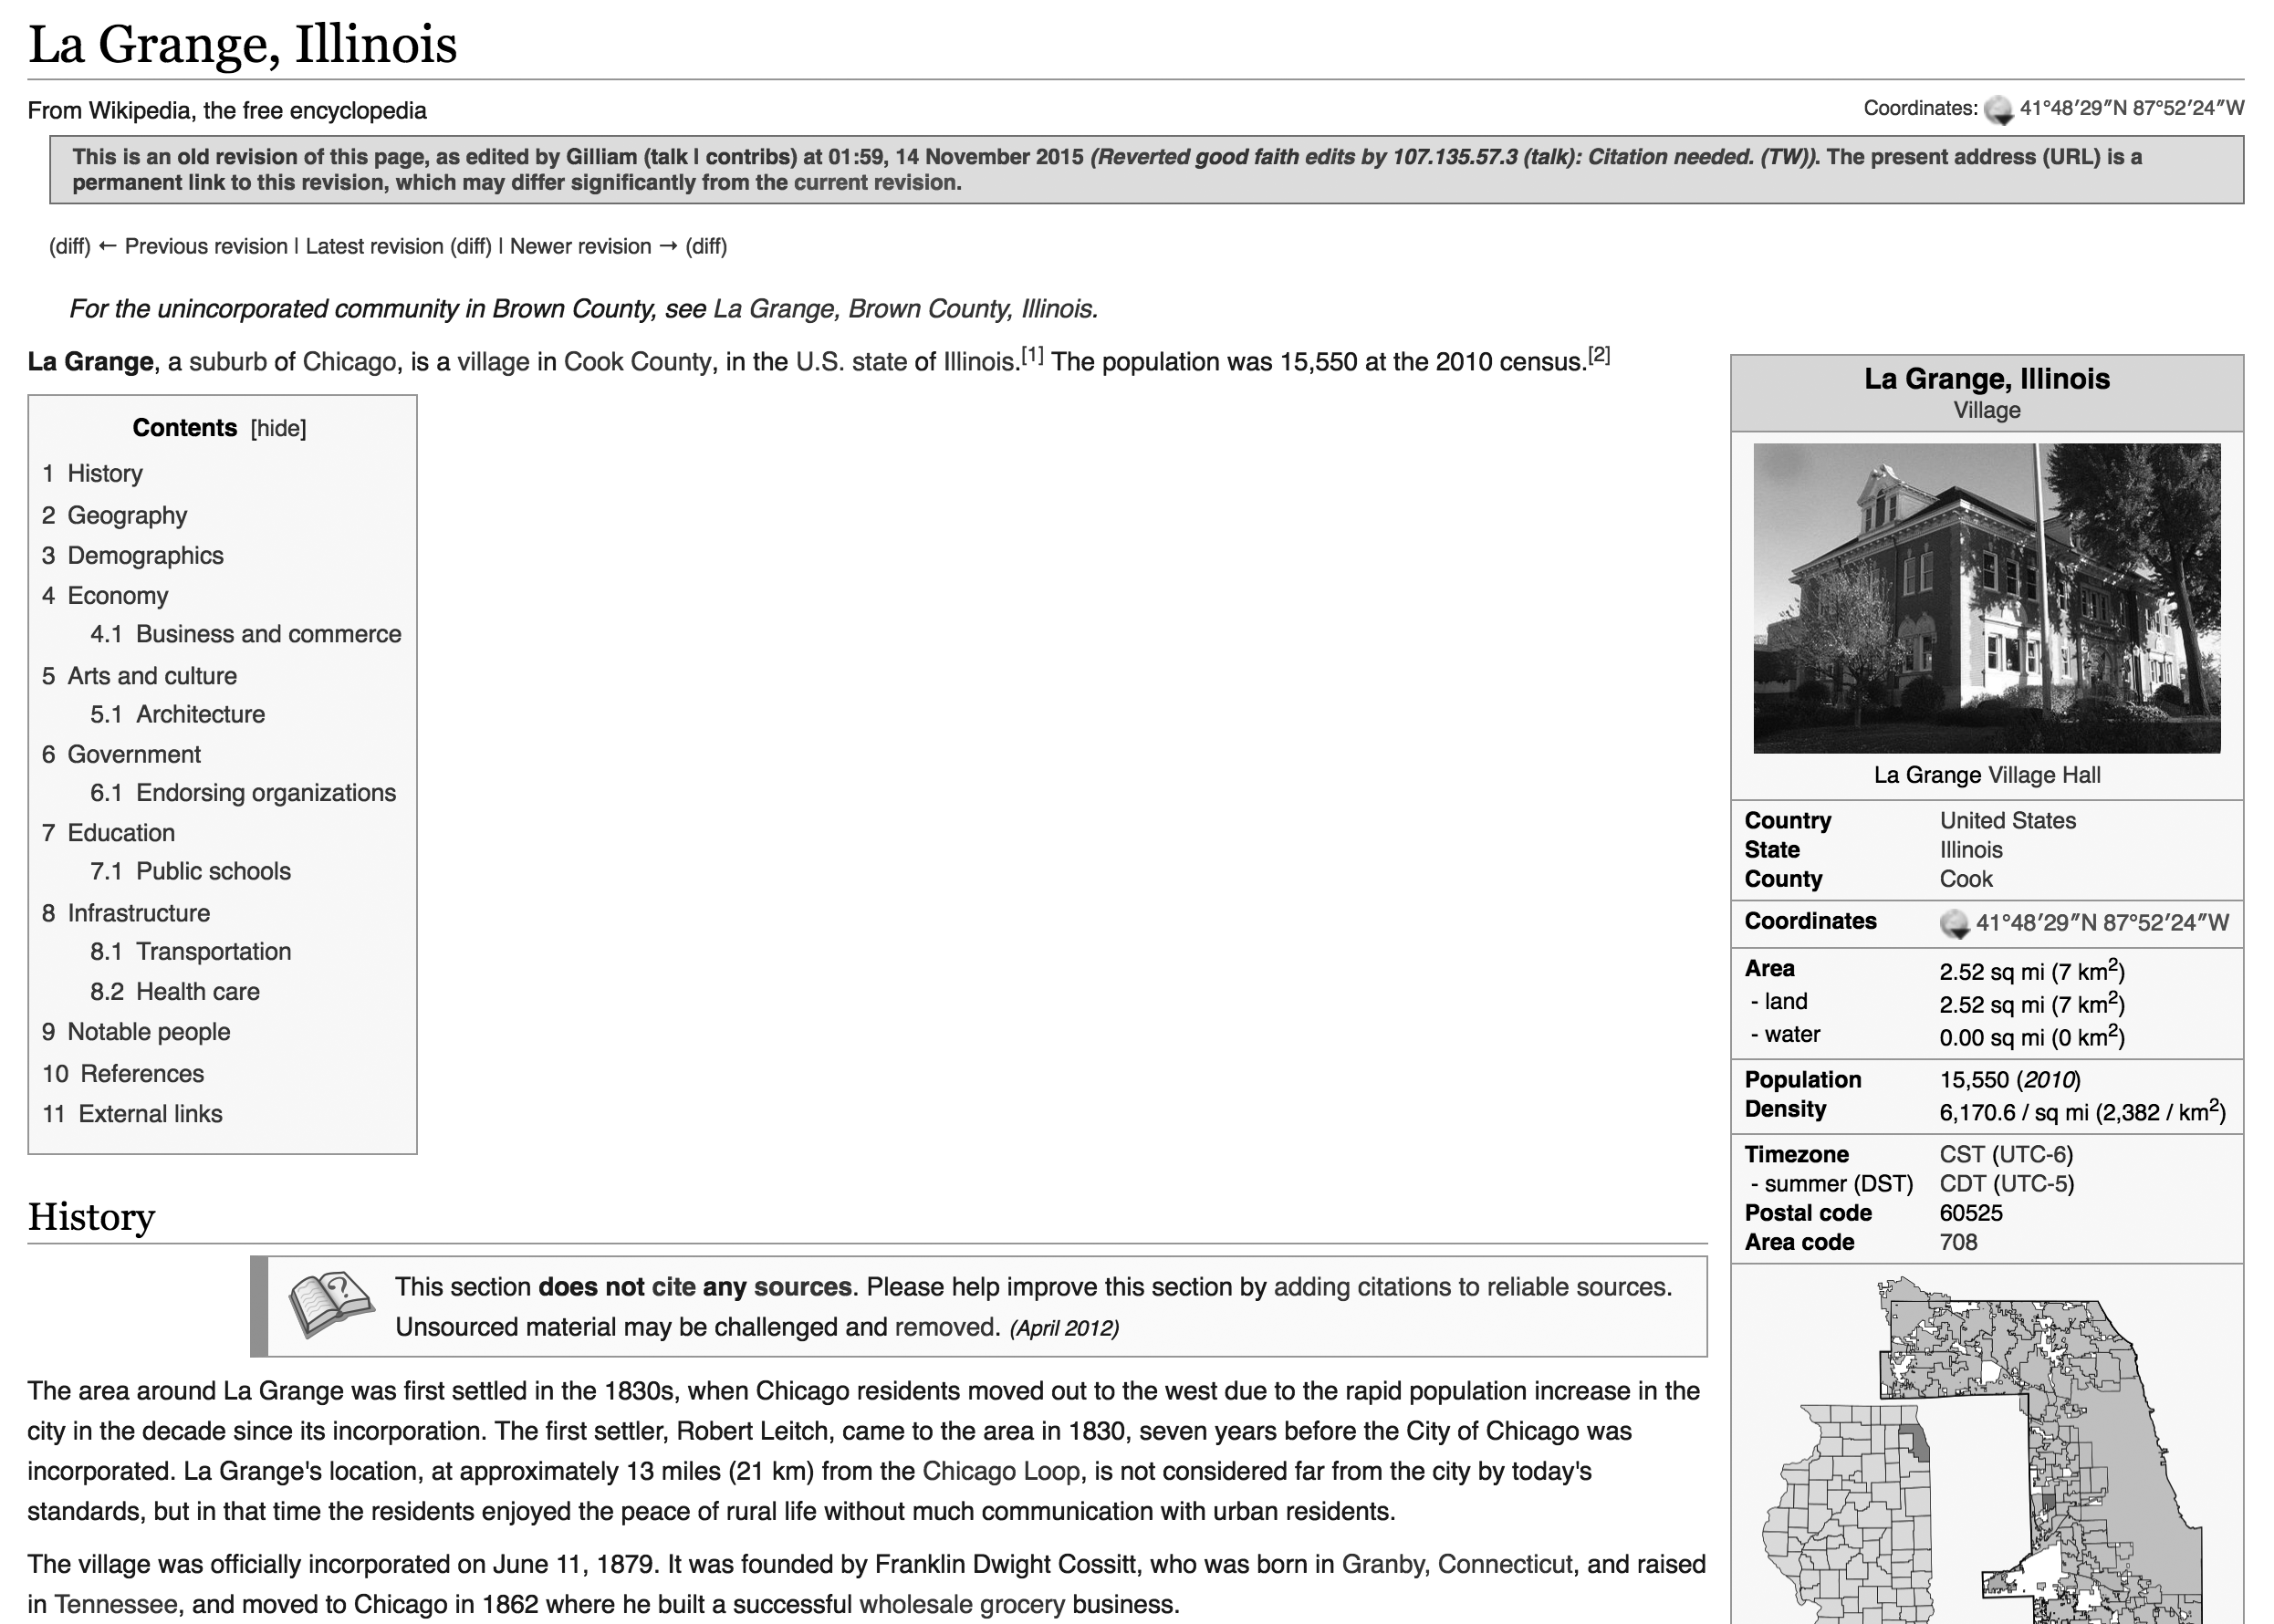 La Grange, Illinois
From Wikipedia, the free encyclopedia
Coordinates: 41°48′29″N 87°52′24″W
This is an old revision of this page, as edited by Gilliam (talk | contribs) at 01:59, 14 November 2015 (Reverted good faith edits by 107.135.57.3 (talk): Citation needed. (TW)). The present address (URL) is a
permanent link to this revision, which may differ significantly from the current revision.
(diff) ← Previous revision | Latest revision (diff) | Newer revision → (diff)
For the unincorporated community in Brown County, see La Grange, Brown County, Illinois.
La Grange, a suburb of Chicago, is a village in Cook County, in the U.S. state of Illinois.[1] The population was 15,550 at the 2010 census.[2]
Contents [hide]
1 History
2 Geography
3 Demographics
4 Economy
4.1 Business and commerce
5 Arts and culture
5.1 Architecture
6 Government
6.1 Endorsing organizations
7 Education
7.1 Public schools
8 Infrastructure
8.1 Transportation
8.2 Health care
9 Notable people
10 References
11 External links
La Grange, Illinois
Village
La Grange Village Hall
Country United States
State Illinois
County Cook
Coordinates 41°48′29″N 87°52′24″W
Area 2.52 sq mi (7 km2)
- land 2.52 sq mi (7 km2)
- water 0.00 sq mi (0 km2)
Population 15,550 (2010)
Density 6,170.6 / sq mi (2,382 / km2)
Timezone CST (UTC-6)
- summer (DST) CDT (UTC-5)
Postal code 60525
Area code 708
History
This section does not cite any sources. Please help improve this section by adding citations to reliable sources.
Unsourced material may be challenged and removed. (April 2012)
The area around La Grange was first settled in the 1830s, when Chicago residents moved out to the west due to the rapid population increase in the
city in the decade since its incorporation. The first settler, Robert Leitch, came to the area in 1830, seven years before the City of Chicago was
incorporated. La Grange's location, at approximately 13 miles (21 km) from the Chicago Loop, is not considered far from the city by today's
standards, but in that time the residents enjoyed the peace of rural life without much communication with urban residents.
The village was officially incorporated on June 11, 1879. It was founded by Franklin Dwight Cossitt, who was born in Granby, Connecticut, and raised
in Tennessee, and moved to Chicago in 1862 where he built a successful wholesale grocery business.